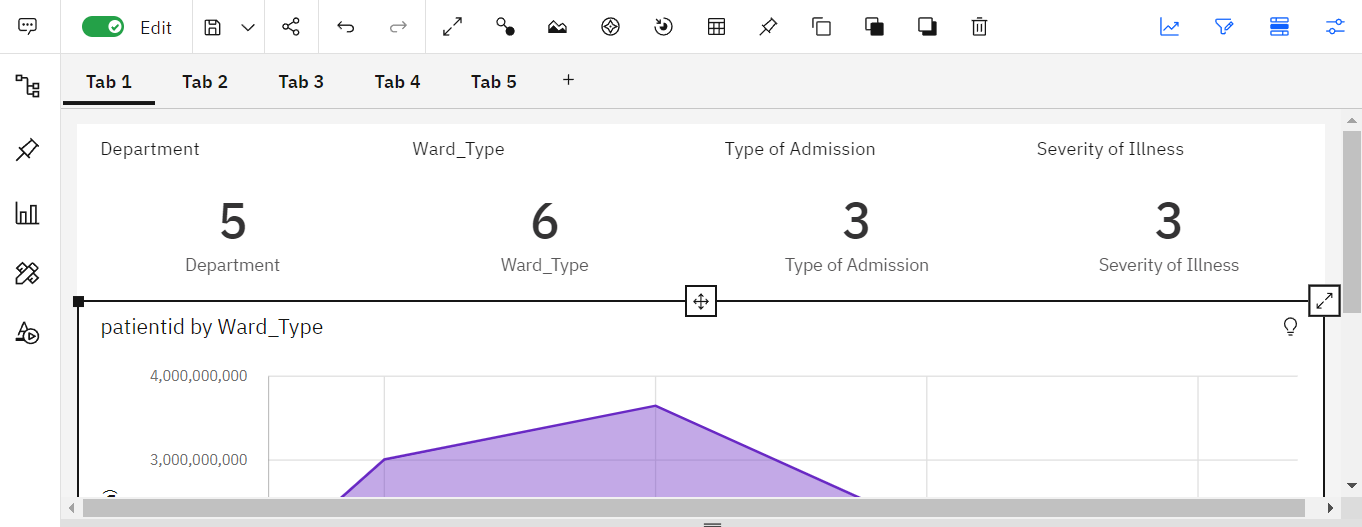 Edit
Tab 1 Tab 2 Tab 3 Tab 4 Tab 5 +
Department Ward_Type Type of Admission Severity of Illness
5 6 3 3
Department Ward_Type Type of Admission Severity of Illness
patientid by Ward_Type
4,000,000,000
3,000,000,000